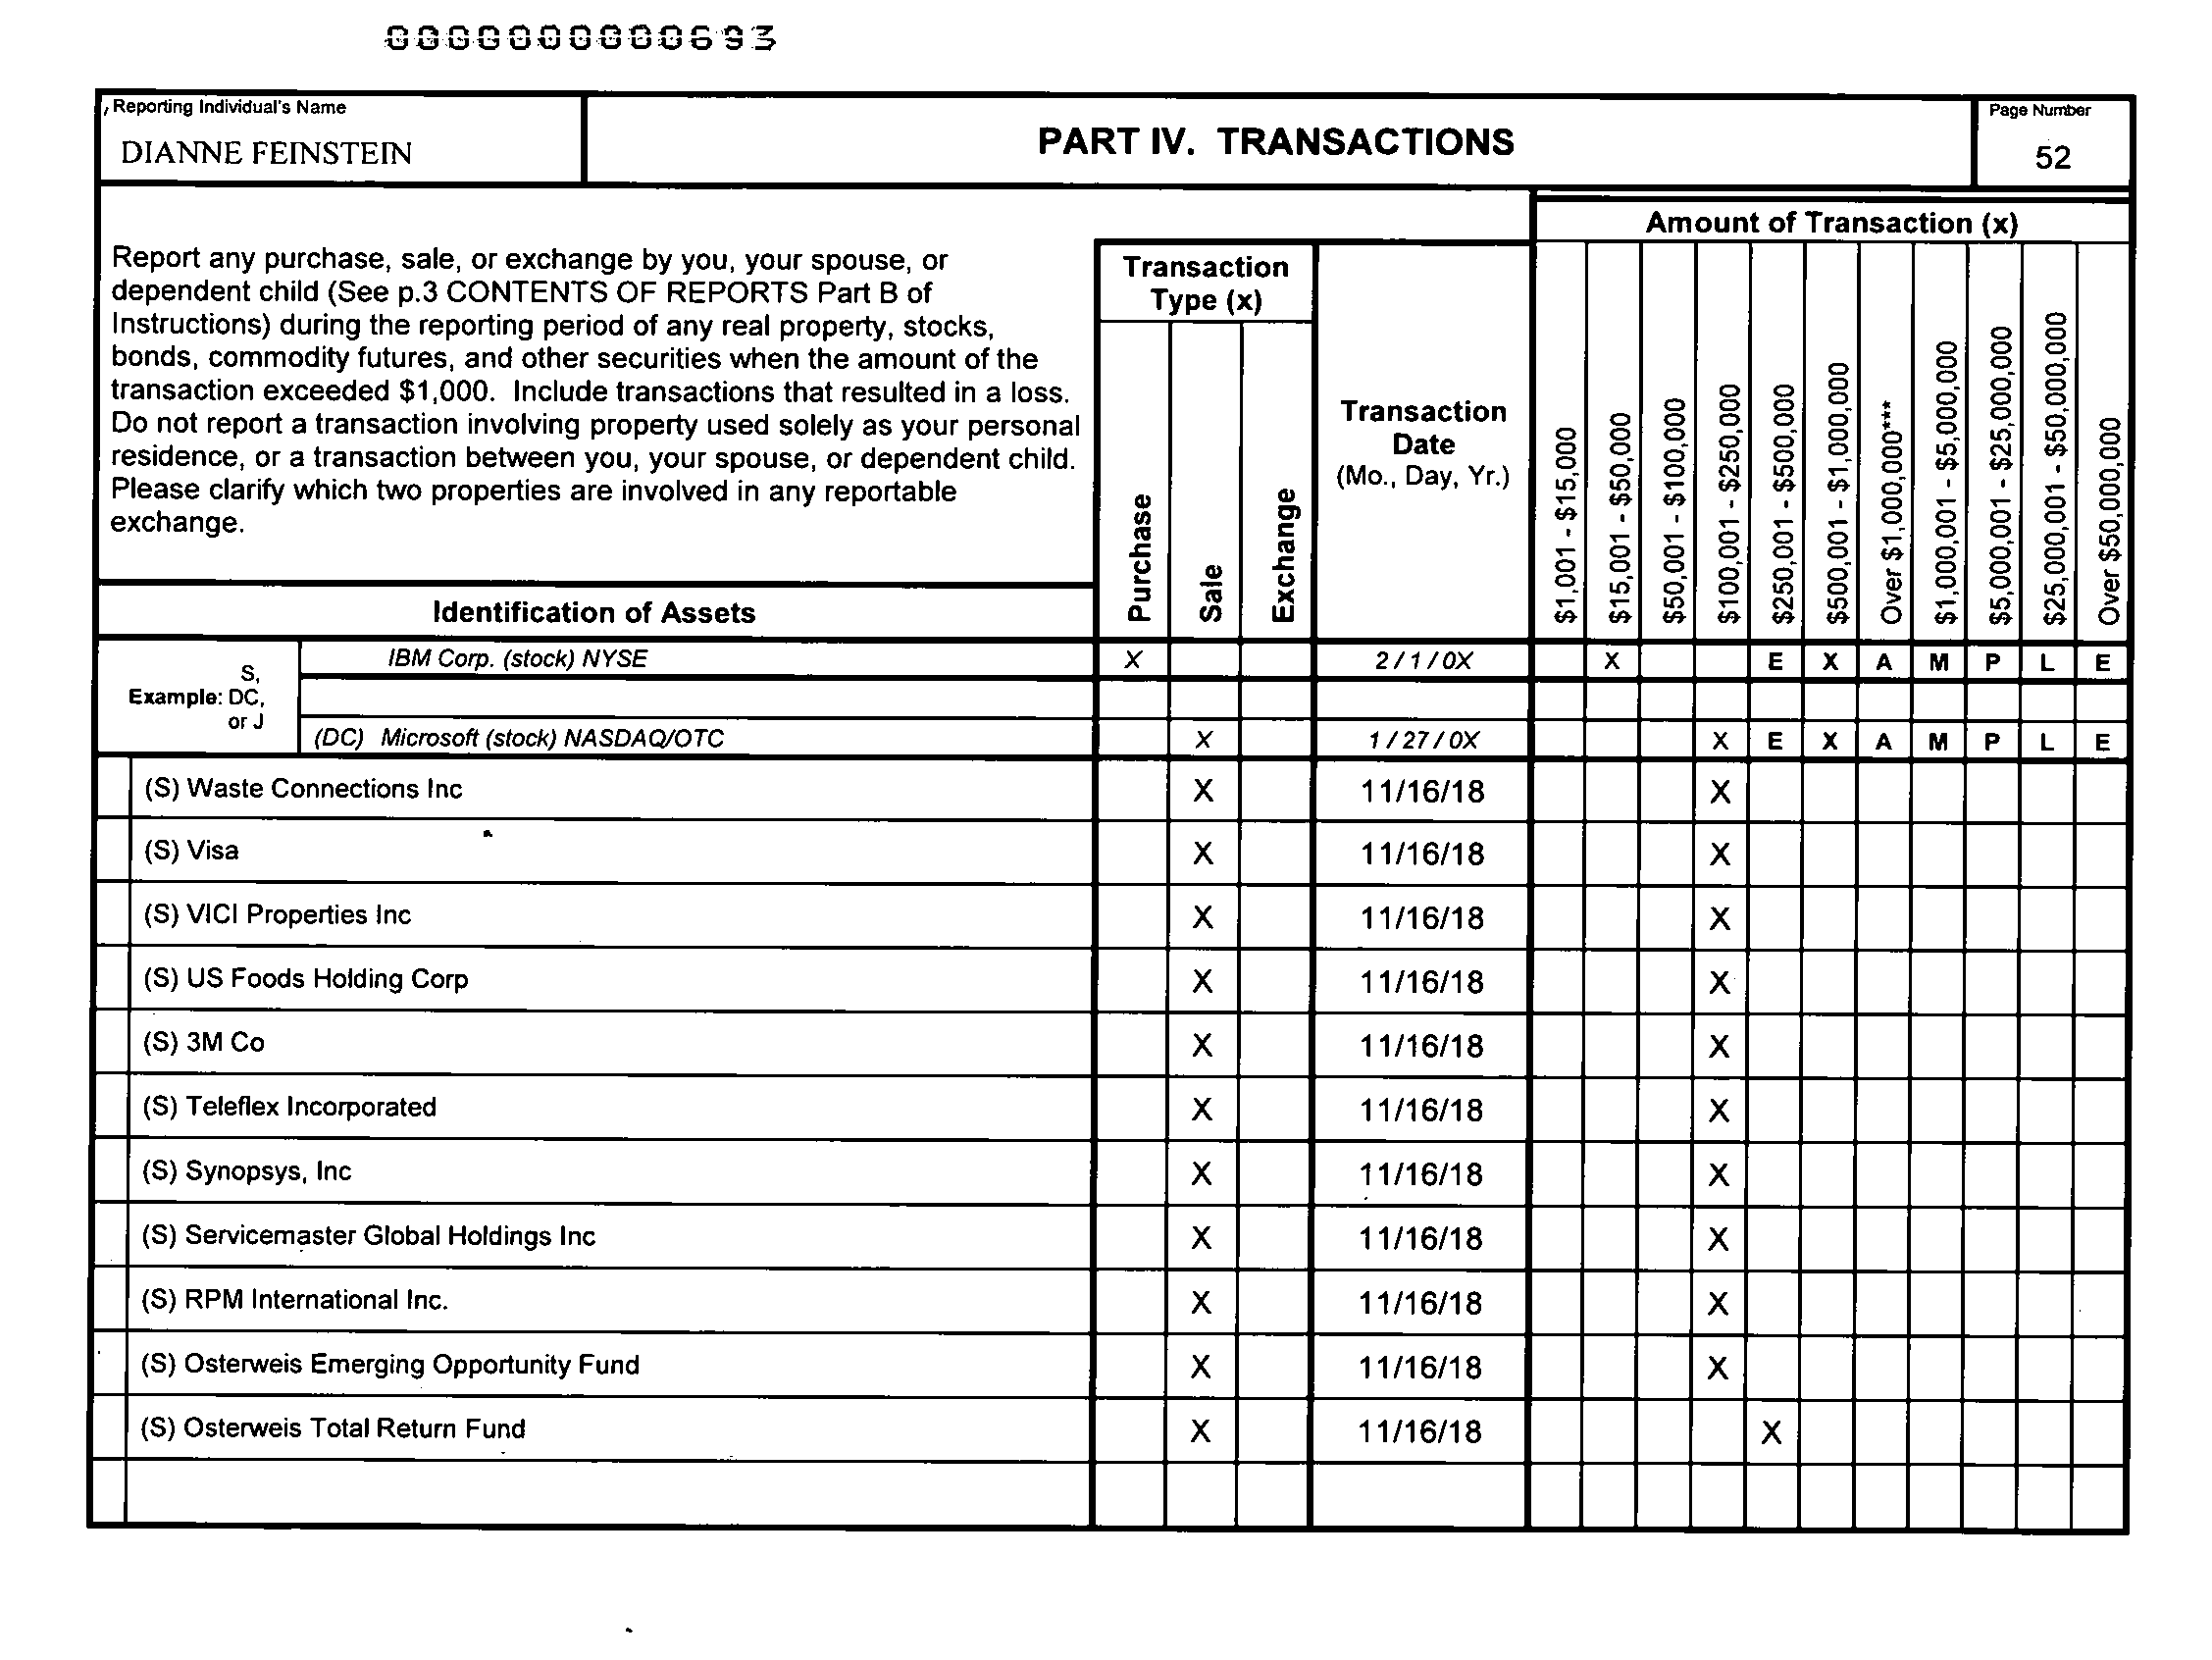 000000000693
Reporting Individual's Name
DIANNE FEINSTEIN
PART IV. TRANSACTIONS
Page Number
52
Report any purchase, sale, or exchange by you, your spouse, or
dependent child (See p.3 CONTENTS OF REPORTS Part B of
Instructions) during the reporting period of any real property, stocks,
bonds, commodity futures, and other securities when the amount of the
transaction exceeded $1,000. Include transactions that resulted in a loss.
Do not report a transaction involving property used solely as your personal
residence, or a transaction between you, your spouse, or dependent child.
Please clarify which two properties are involved in any reportable
exchange.
Identification of Assets
Transaction
Type (x)
Purchase
Sale
Exchange
Transaction
Date
(Mo., Day, Yr.)
Amount of Transaction (x)
$1,001 - $15,000
$15,001 - $50,000
$50,001 - $100,000
$100,001 - $250,000
$250,001 - $500,000
$500,001 - $1,000,000
Over $1,000,000***
$1,000,001 - $5,000,000
$5,000,001 - $25,000,000
$25,000,001 - $50,000,000
Over $50,000,000
S,
Example: DC,
or J
IBM Corp. (stock) NYSE X 2 / 1 / 0X X E X A M P L E
(DC) Microsoft (stock) NASDAQ/OTC X 1 / 27 / 0X X E X A M P L E
(S) Waste Connections Inc X 11/16/18 X
(S) Visa X 11/16/18 X
(S) VICI Properties Inc X 11/16/18 X
(S) US Foods Holding Corp X 11/16/18 X
(S) 3M Co X 11/16/18 X
(S) Teleflex Incorporated X 11/16/18 X
(S) Synopsys, Inc X 11/16/18 X
(S) Servicemaster Global Holdings Inc X 11/16/18 X
(S) RPM International Inc. X 11/16/18 X
(S) Osterweis Emerging Opportunity Fund X 11/16/18 X
(S) Osterweis Total Return Fund X 11/16/18 X